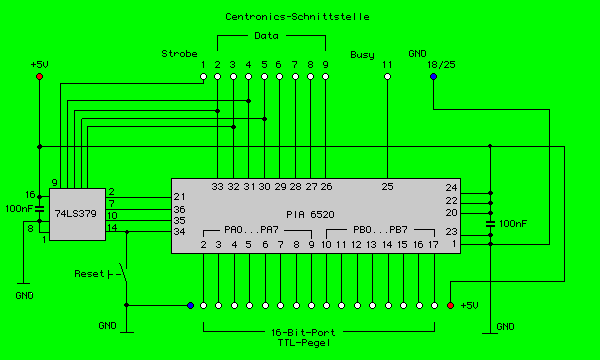 Centronics-Schnittstelle
Data
Strobe Busy GND
+5V 1 2 3 4 5 6 7 8 9 11 18/25
9
33 32 31 30 29 28 27 26 25 24
16 2 21 22
100nF 74LS379 7 36 PIA 6520 20
10 35 100nF
8 1 14 34 PA0...PA7 PB0...PB7 23
2 3 4 5 6 7 8 9 10 11 12 13 14 15 16 17 1
Reset
GND +5V
GND 16-Bit-Port GND
TTL-Pegel